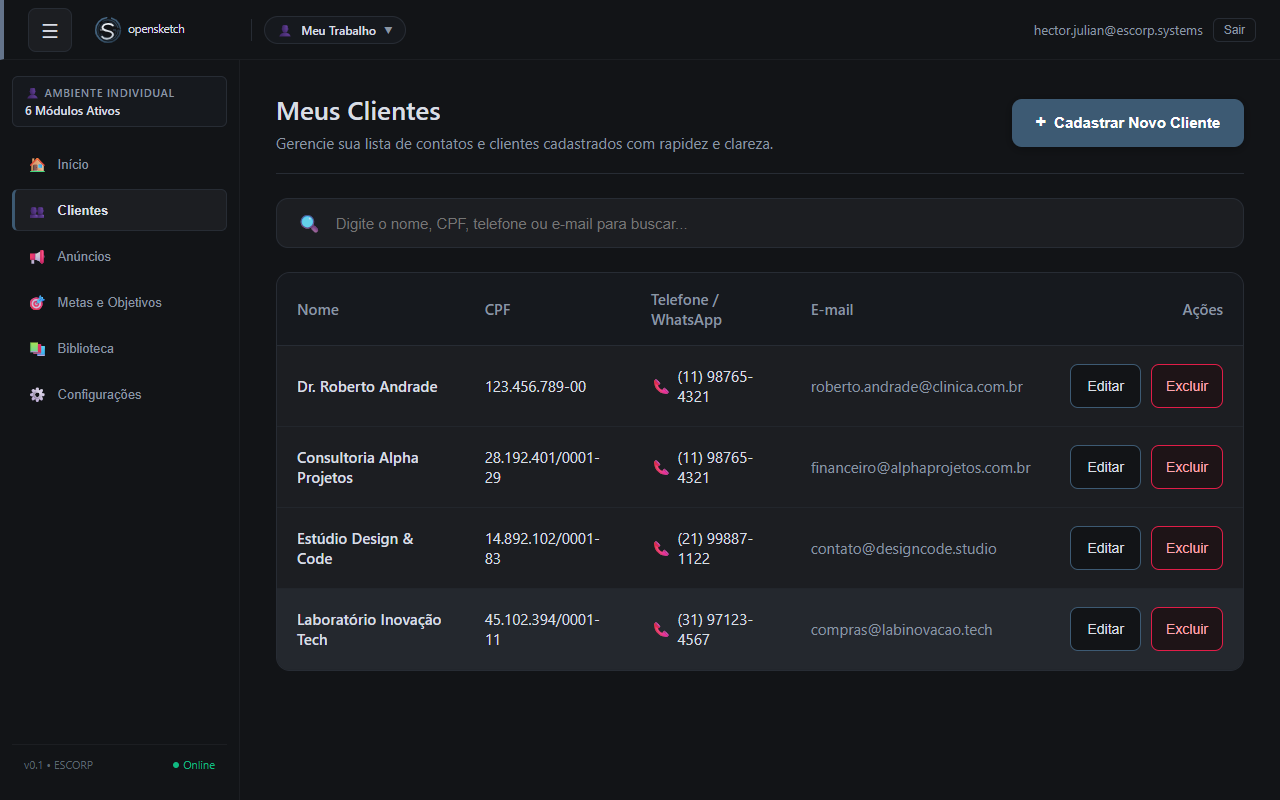 ☰ opensketch Meu Trabalho ▼ hector.julian@escorp.systems Sair
AMBIENTE INDIVIDUAL
6 Módulos Ativos
Início
Clientes
Anúncios
Metas e Objetivos
Biblioteca
Configurações
v0.1 • ESCORP Online
Meus Clientes
Gerencie sua lista de contatos e clientes cadastrados com rapidez e clareza.
+ Cadastrar Novo Cliente
Digite o nome, CPF, telefone ou e-mail para buscar...
Nome CPF Telefone / WhatsApp E-mail Ações
Dr. Roberto Andrade 123.456.789-00 (11) 98765-4321 roberto.andrade@clinica.com.br Editar Excluir
Consultoria Alpha Projetos 28.192.401/0001-29 (11) 98765-4321 financeiro@alphaprojetos.com.br Editar Excluir
Estúdio Design & Code 14.892.102/0001-83 (21) 99887-1122 contato@designcode.studio Editar Excluir
Laboratório Inovação Tech 45.102.394/0001-11 (31) 97123-4567 compras@labinovacao.tech Editar Excluir